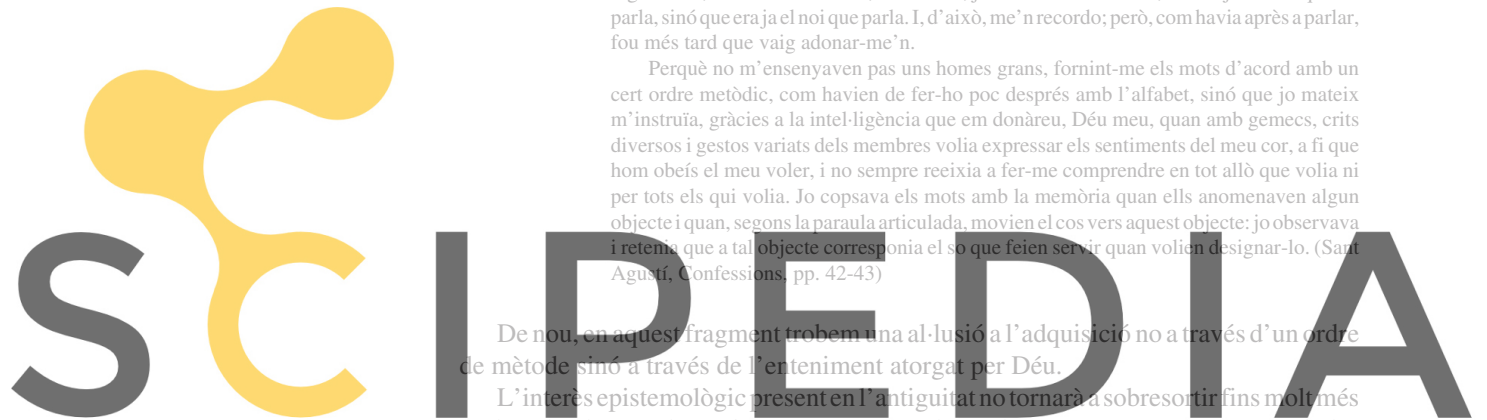 parla, sinó que era ja el noi que parla. I, d'això, me'n recordo; però, com havia après a parlar,
fou més tard que vaig adonar-me'n.
Perquè no m'ensenyaven pas uns homes grans, fornint-me els mots d'acord amb un
cert ordre metòdic, com havien de fer-ho poc després amb l'alfabet, sinó que jo mateix
m'instruïa, gràcies a la intel·ligència que em donàreu, Déu meu, quan amb gemecs, crits
diversos i gestos variats dels membres volia expressar els sentiments del meu cor, a fi que
hom obeís el meu voler, i no sempre reeixia a fer-me comprendre en tot allò que volia ni
per tots els qui volia. Jo copsava els mots amb la memòria quan ells anomenaven algun
objecte i quan, segons la paraula articulada, movien el cos vers aquest objecte: jo observava
i retenia que a tal objecte corresponia el so que feien servir quan volien designar-lo. (Sant
Agustí, Confessions, pp. 42-43)
De nou, en aquest fragment trobem una al·lusió a l'adquisició no a través d'un ordre
de mètode sinó a través de l'enteniment atorgat per Déu.
L'interès epistemològic present en l'antiguitat no tornarà a sobresortir fins molt més
SCIPEDIA